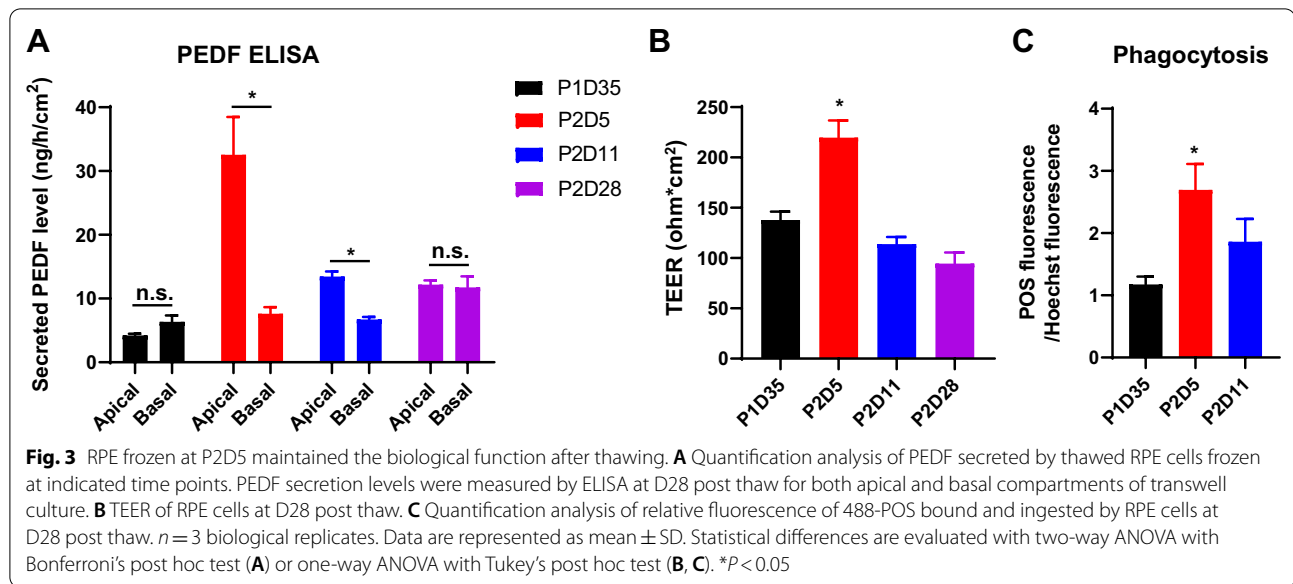 A
PEDF ELISA
Secreted PEDF level (ng/h/cm²)
40
30
20
10
0
n.s.
*
*
n.s.
Apical
Basal
Apical
Basal
Apical
Basal
Apical
Basal
P1D35
P2D5
P2D11
P2D28
B
TEER (ohm*cm2)
250
200
150
100
50
0
*
P1D35
P2D5
P2D11
P2D28
C
Phagocytosis
POS fluorescence
/Hoechst fluorescence
4
3
2
1
0
*
P1D35
P2D5
P2D11
Fig. 3 RPE frozen at P2D5 maintained the biological function after thawing. A Quantification analysis of PEDF secreted by thawed RPE cells frozen
at indicated time points. PEDF secretion levels were measured by ELISA at D28 post thaw for both apical and basal compartments of transwell
culture. B TEER of RPE cells at D28 post thaw. C Quantification analysis of relative fluorescence of 488-POS bound and ingested by RPE cells at
D28 post thaw. n = 3 biological replicates. Data are represented as mean ± SD. Statistical differences are evaluated with two-way ANOVA with
Bonferroni's post hoc test (A) or one-way ANOVA with Tukey's post hoc test (B, C). *P < 0.05